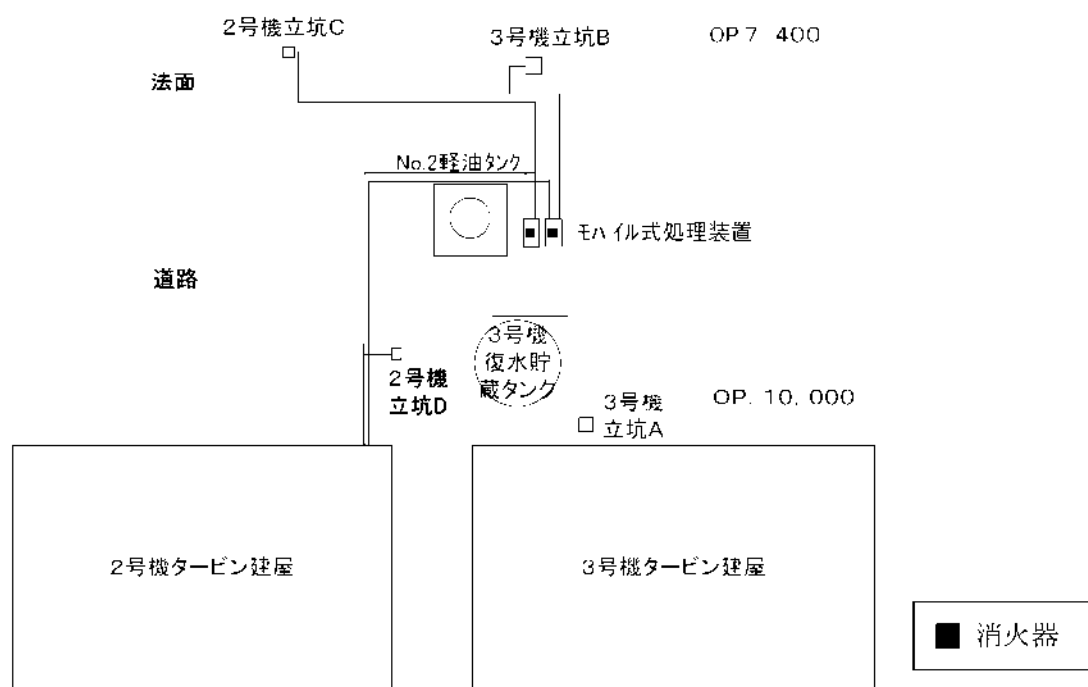 2号機立坑C
3号機立坑B
OP 7 400
法面
No.2軽油タンク
モバイル式処理装置
道路
3号機
復水貯
蔵タンク
2号機
立坑D
3号機
立坑A
OP. 10, 000
2号機タービン建屋
3号機タービン建屋
消火器